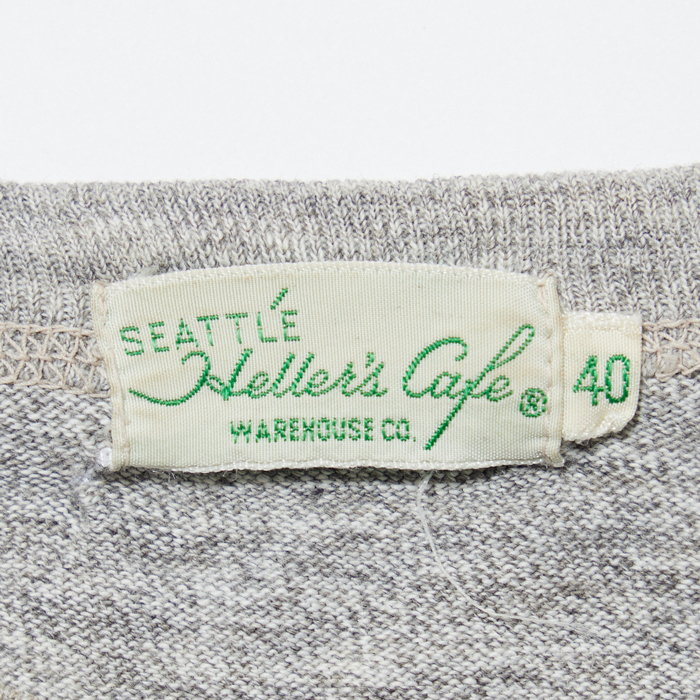 SEATTLE
Heller's Cafe ®
WAREHOUSE CO.
40